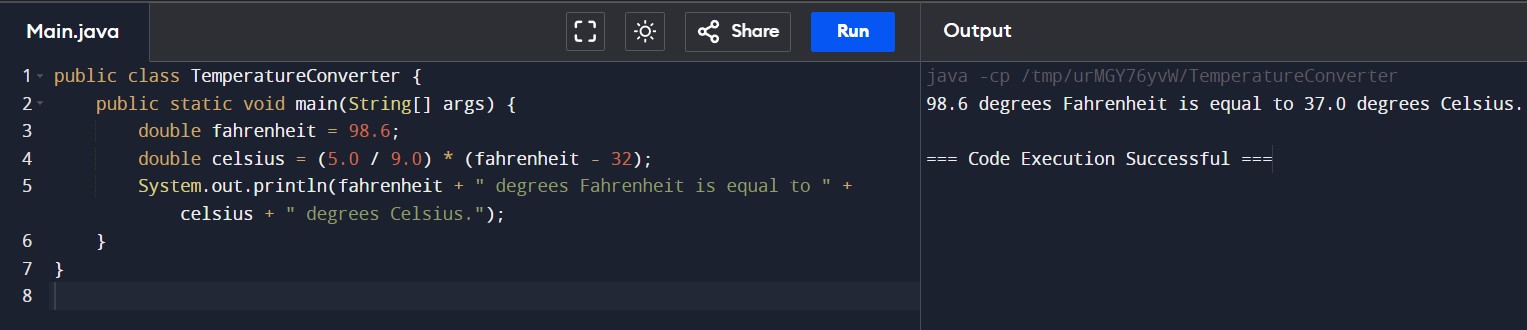 Main.java
Share
Run
Output
1 public class TemperatureConverter {
2     public static void main(String[] args) {
3         double fahrenheit = 98.6;
4         double celsius = (5.0 / 9.0) * (fahrenheit - 32);
5         System.out.println(fahrenheit + " degrees Fahrenheit is equal to " +
            celsius + " degrees Celsius.");
6     }
7 }
8
java -cp /tmp/urMGY76yvW/TemperatureConverter
98.6 degrees Fahrenheit is equal to 37.0 degrees Celsius.
=== Code Execution Successful ===